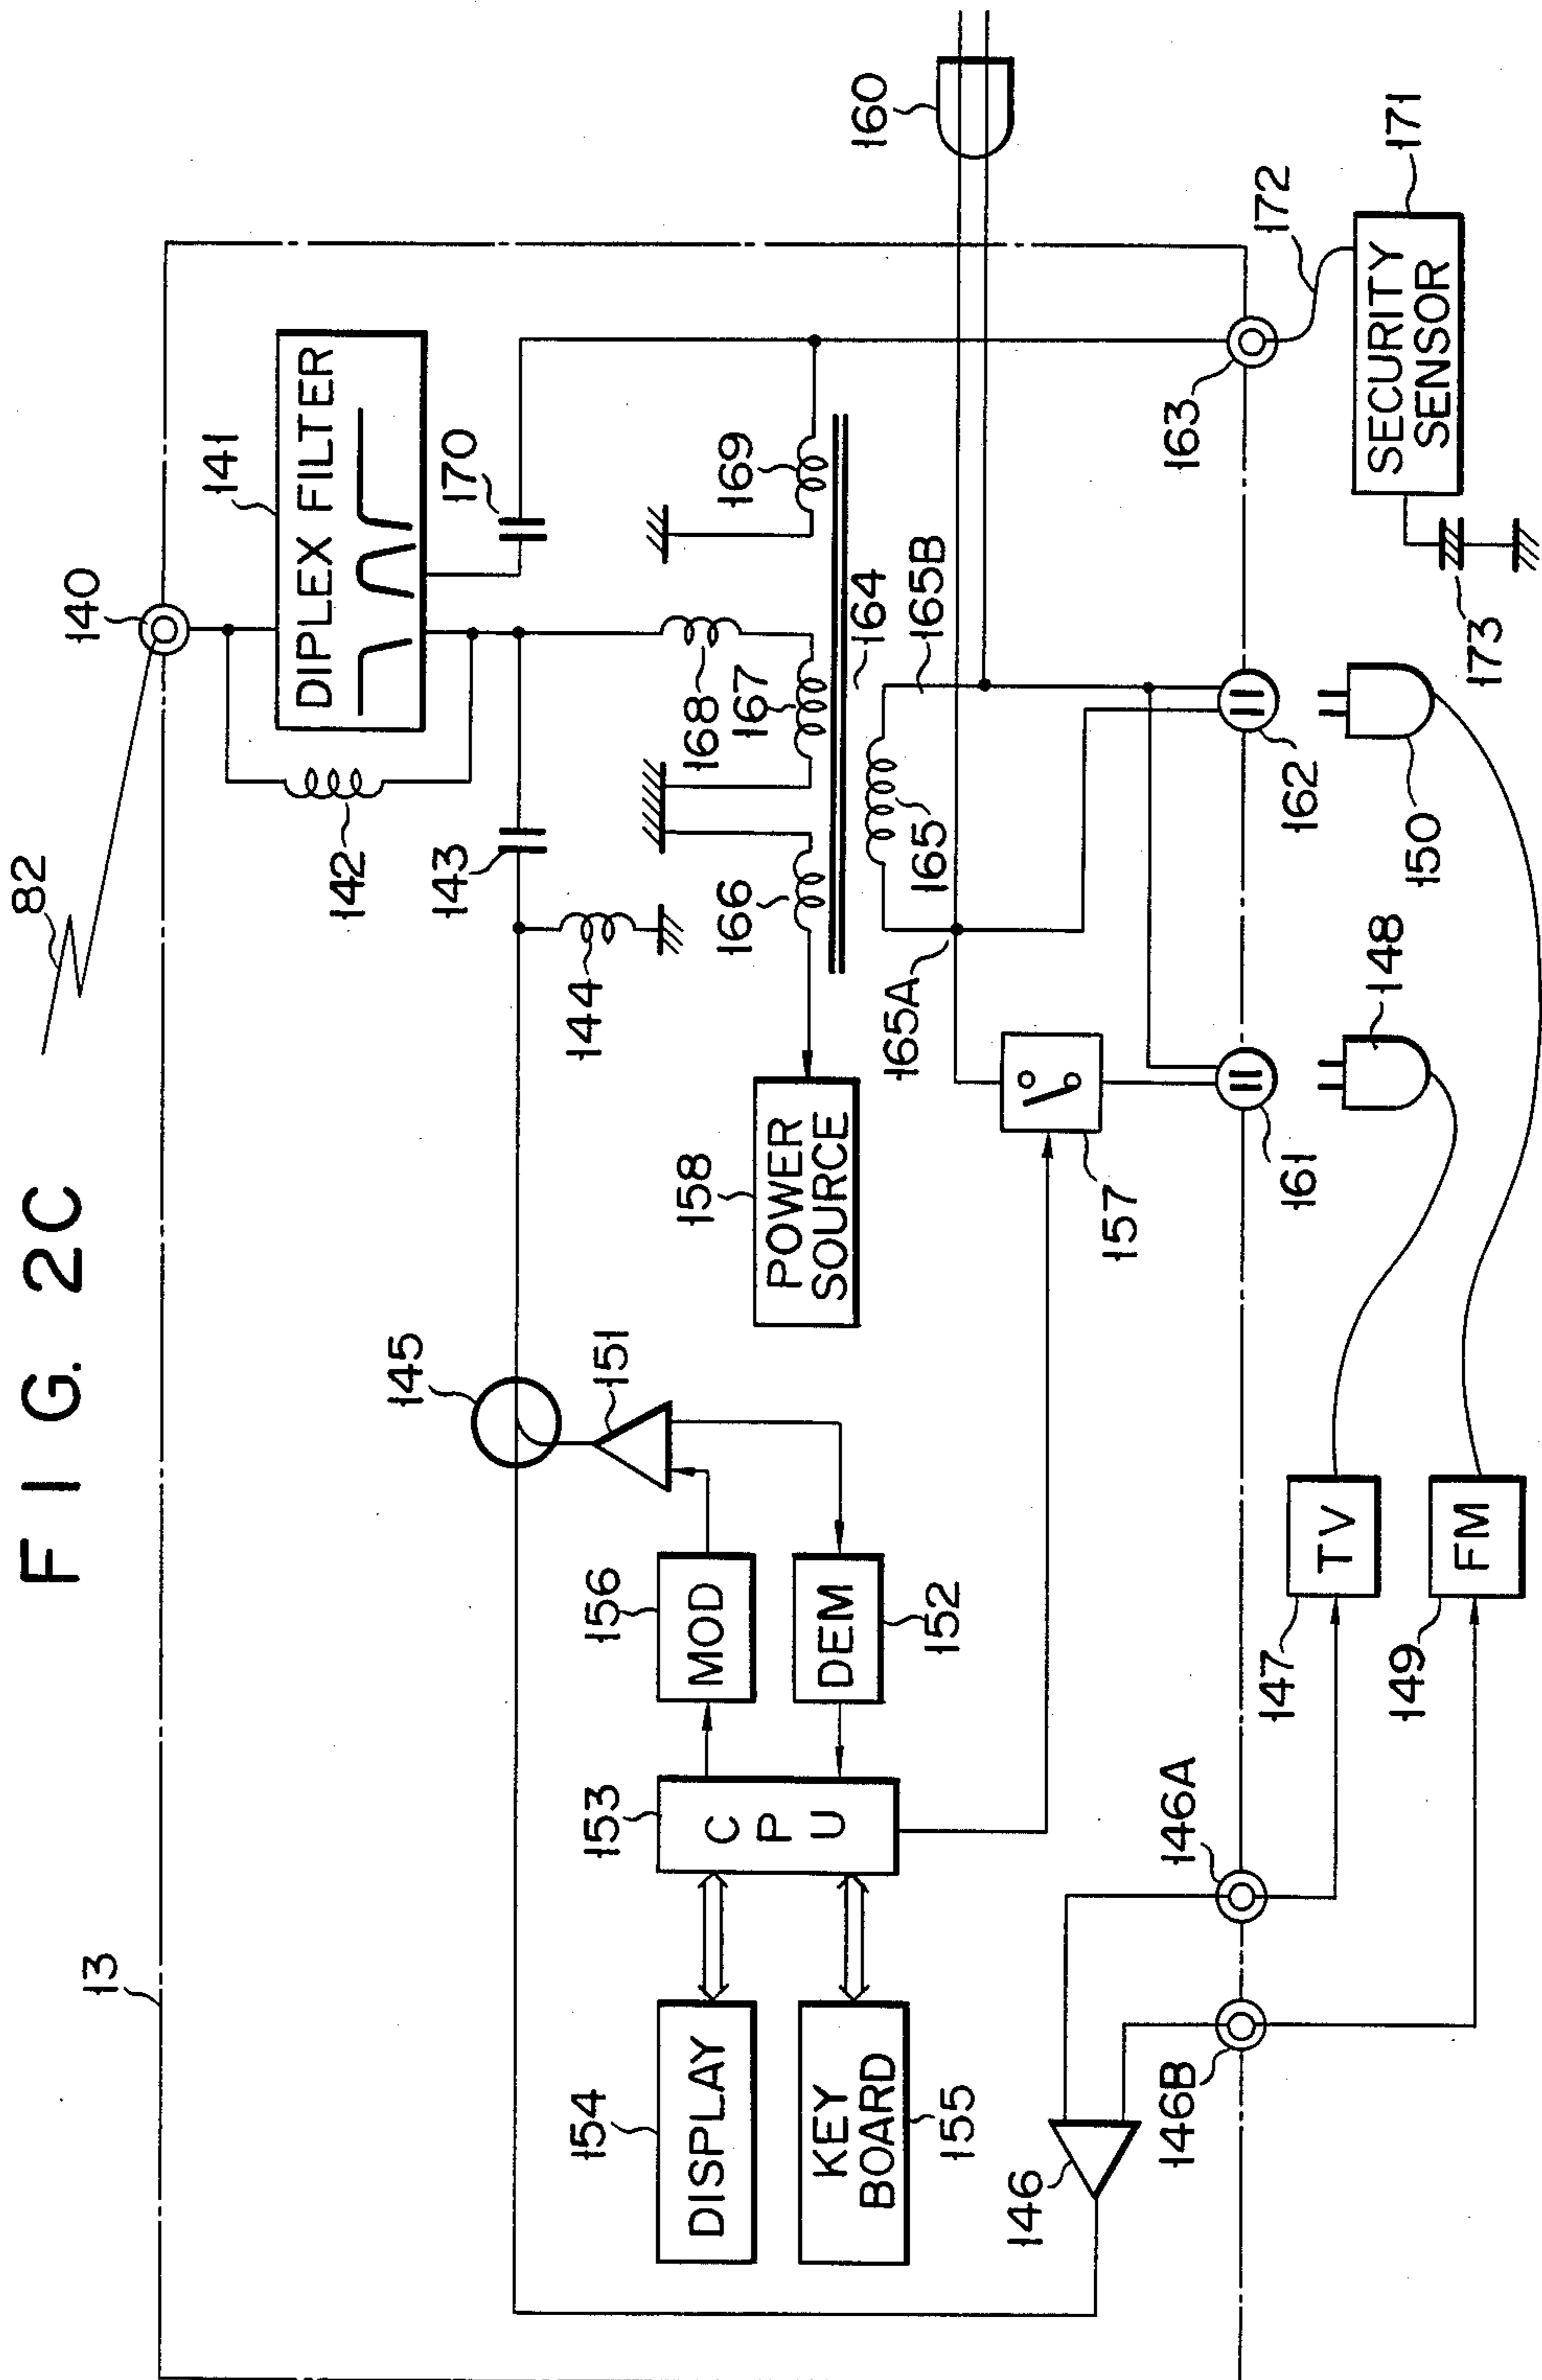 FIG. 2C
82
140
13
141
DIPLEX FILTER
142
170
143
145
144
151
168
167
169
166
164
160
158
POWER
SOURCE
156
MOD
DEM
152
153
C
P
U
154
DISPLAY
KEY
BOARD
155
165A
165
165B
157
146
146A
146B
161
162
163
172
171
SECURITY
SENSOR
173
148
150
147
TV
149
FM